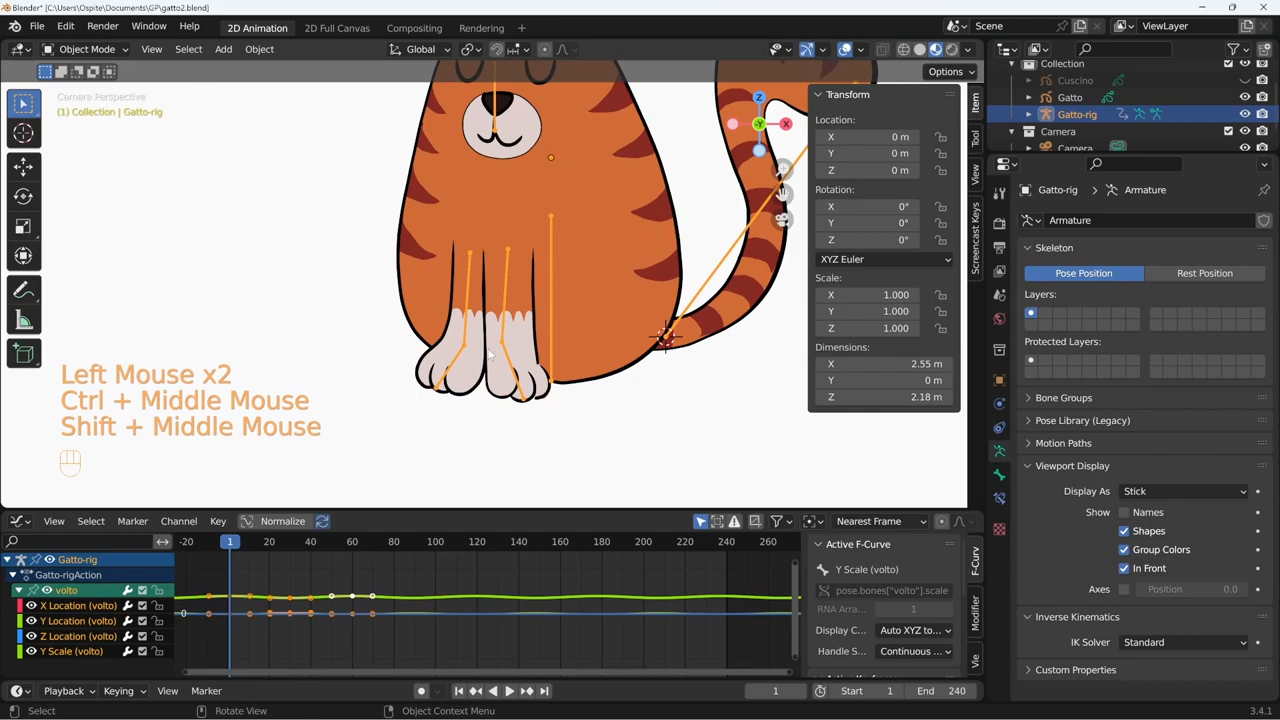 Blender* [C:\Users\Ospite\Documents\GP\gatto2.blend]
File Edit Render Window Help 2D Animation 2D Full Canvas Compositing Rendering + Scene ViewLayer
Object Mode View Select Add Object Global
Options
Camera Perspective
(1) Collection | Gatto-rig
Left Mouse x2
Ctrl + Middle Mouse
Shift + Middle Mouse
Transform
Location:
X 0 m
Y 0 m
Z 0 m
Rotation:
X 0°
Y 0°
Z 0°
XYZ Euler
Scale:
X 1.000
Y 1.000
Z 1.000
Dimensions:
X 2.55 m
Y 0 m
Z 2.18 m
Z
-Y X
Item
Tool
View
Screencast Keys
Collection
Cuscino
Gatto
Gatto-rig
Camera
Camera
Gatto-rig > Armature
Armature
Skeleton
Pose Position Rest Position
Layers:
Protected Layers:
Bone Groups
Pose Library (Legacy)
Motion Paths
Viewport Display
Display As Stick
Show Names
Shapes
Group Colors
In Front
Axes Position 0.0
Inverse Kinematics
IK Solver Standard
Custom Properties
View Select Marker Channel Key Normalize Nearest Frame
-20 1 20 40 60 80 100 120 140 160 180 200 220 240 260
Gatto-rig
Gatto-rigAction
volto
X Location (volto)
Y Location (volto)
Z Location (volto)
Y Scale (volto)
0
Active F-Curve
Y Scale (volto)
pose.bones["volto"].scale
RNA Arra... 1
Display C... Auto XYZ to...
Handle S... Continuous ...
F-Curv
Modifier
Vie
Playback Keying View Marker 1 Start 1 End 240
Select Rotate View Object Context Menu 3.4.1